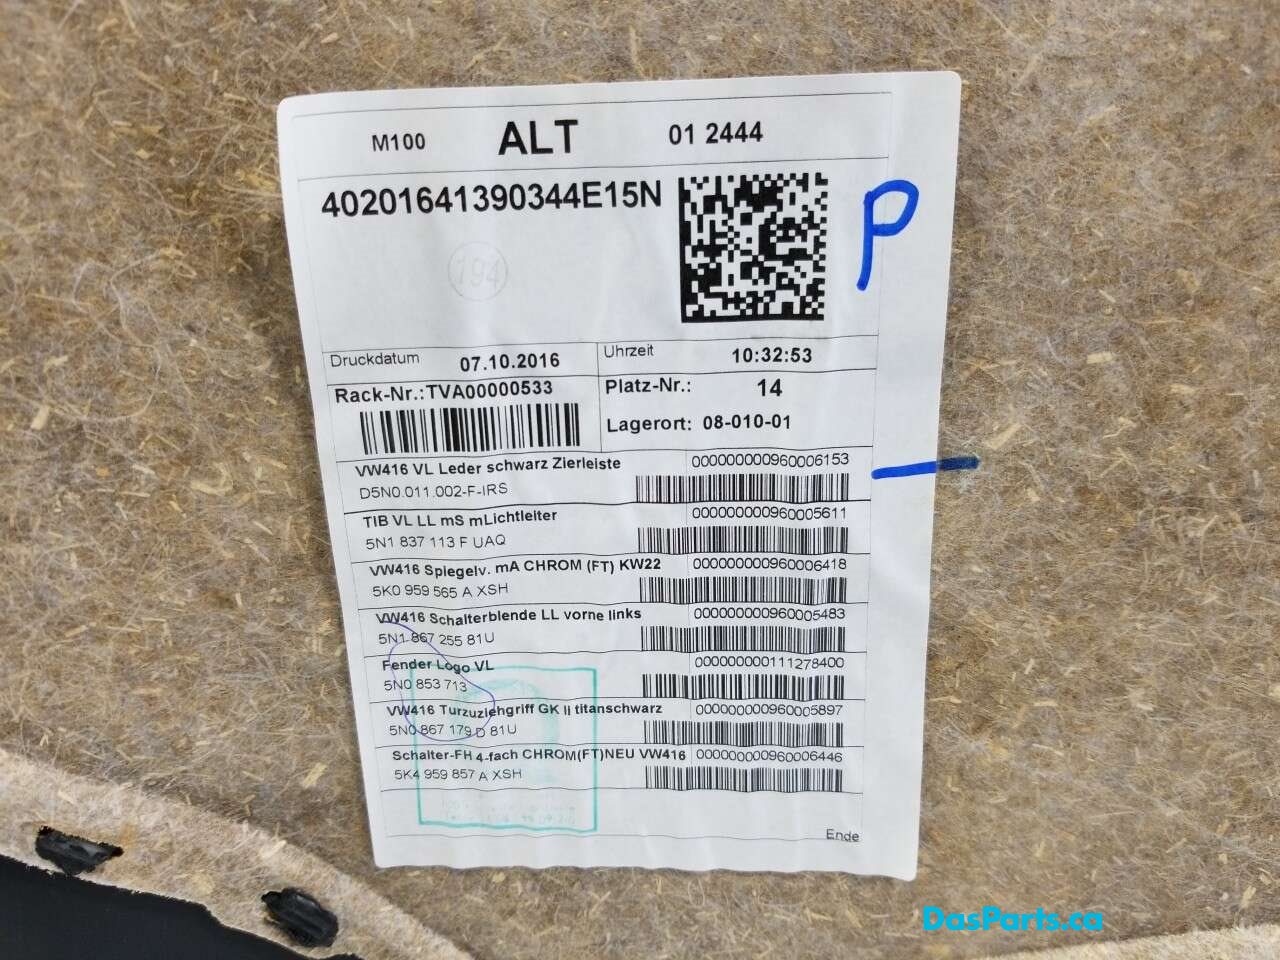 M100 ALT 01 2444
40201641390344E15N
P
194
Druckdatum 07.10.2016 Uhrzeit 10:32:53
Rack-Nr.:TVA00000533 Platz-Nr.: 14
Lagerort: 08-010-01
VW416 VL Leder schwarz Zierleiste 000000000960006153
D5N0.011.002-F-IRS
TIB VL LL mS mLichtleiter 000000000960005611
5N1 837 113 F UAQ
VW416 Spiegelv. mA CHROM (FT) KW22 000000000960006418
5K0 959 565 A XSH
VW416 Schalterblende LL vorne links 000000000960005483
5N1 867 255 81U
Fender Logo VL 000000000111278400
5N0 853 713
VW416 Turzuziehgriff GK II titanschwarz 000000000960005897
5N0 867 179 D 81U
Schalter-FH 4-fach CHROM(FT)NEU VW416 000000000960006446
5K4 959 857 A XSH
Ende
DasParts.ca